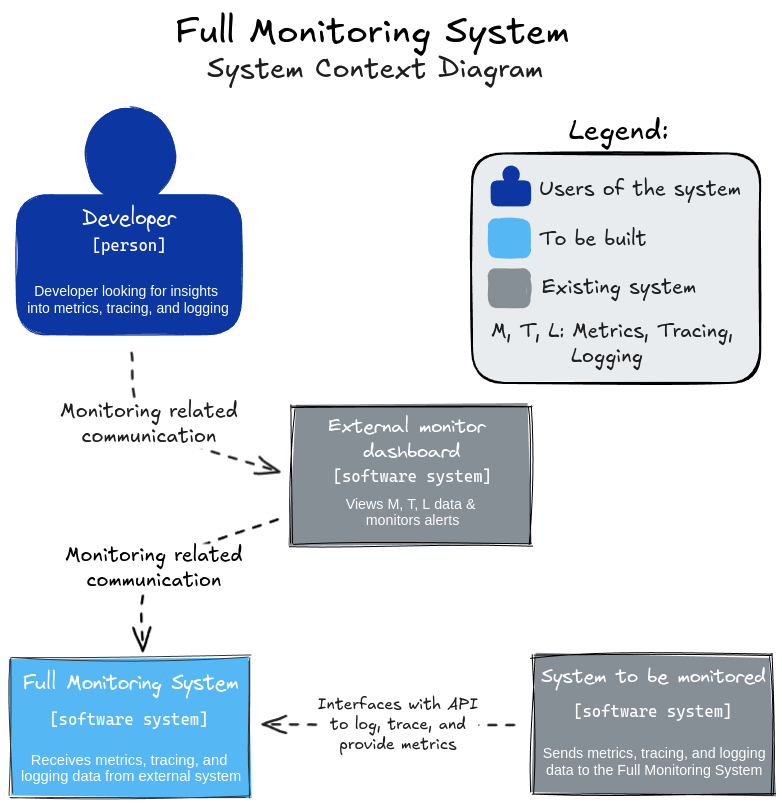 Full Monitoring System
System Context Diagram
Legend:
Users of the system
To be built
Existing system
M, T, L: Metrics, Tracing,
Logging
Developer
[person]
Developer looking for insights
into metrics, tracing, and logging
Monitoring related
communication
External monitor
dashboard
[software system]
Views M, T, L data &
monitors alerts
Monitoring related
communication
Full Monitoring System
[software system]
Receives metrics, tracing, and
logging data from external system
Interfaces with API
to log, trace, and
provide metrics
System to be monitored
[software system]
Sends metrics, tracing, and logging
data to the Full Monitoring System